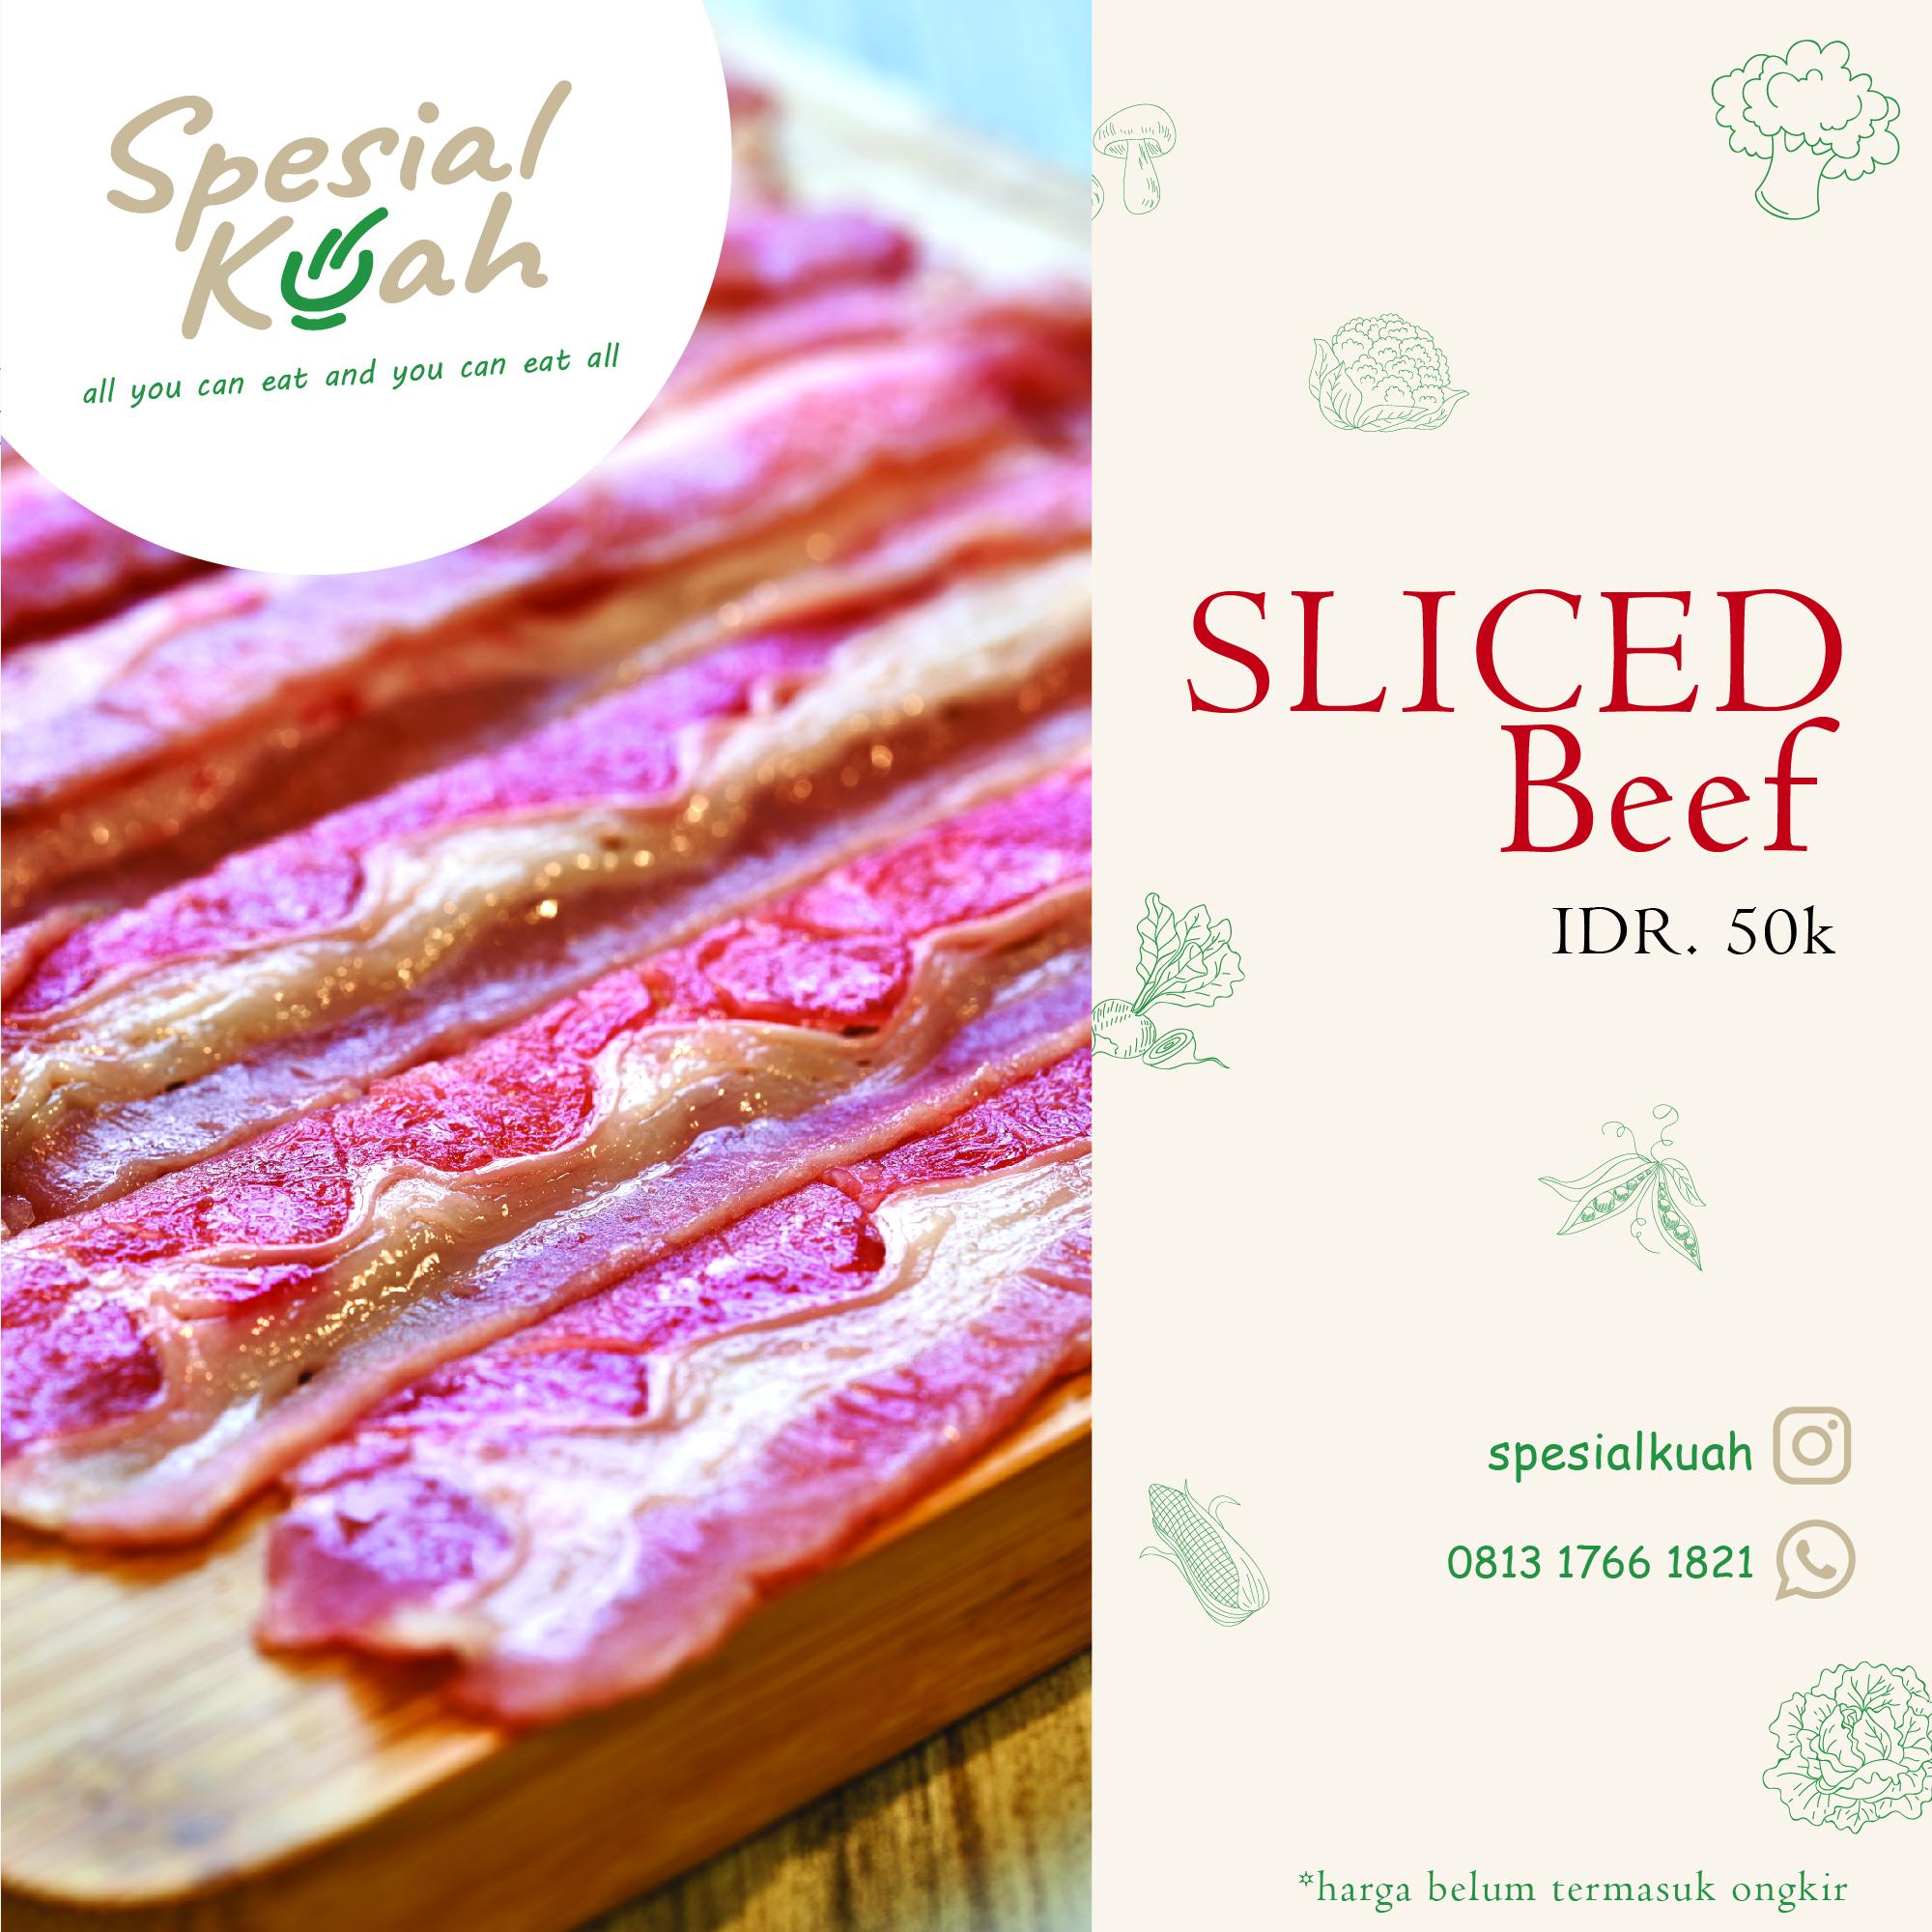 Spesial
Kuah
all you can eat and you can eat all
SLICED
Beef
IDR. 50k
spesialkuah
0813 1766 1821
*harga belum termasuk ongkir